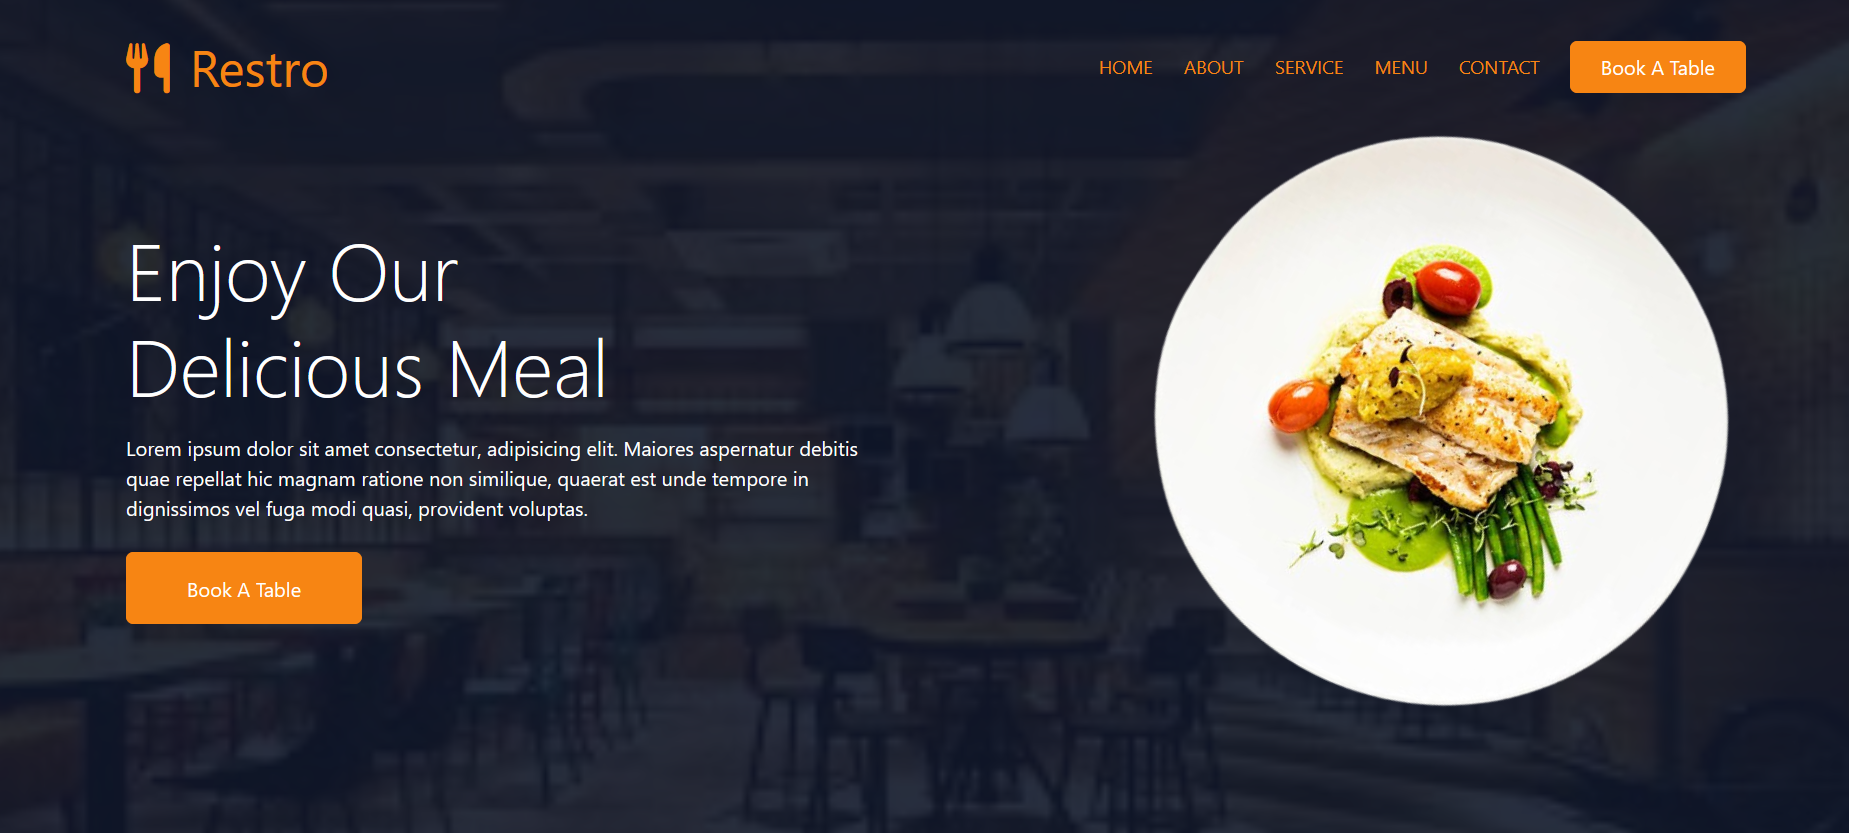 Restro
HOME ABOUT SERVICE MENU CONTACT Book A Table
Enjoy Our
Delicious Meal
Lorem ipsum dolor sit amet consectetur, adipisicing elit. Maiores aspernatur debitis
quae repellat hic magnam ratione non similique, quaerat est unde tempore in
dignissimos vel fuga modi quasi, provident voluptas.
Book A Table